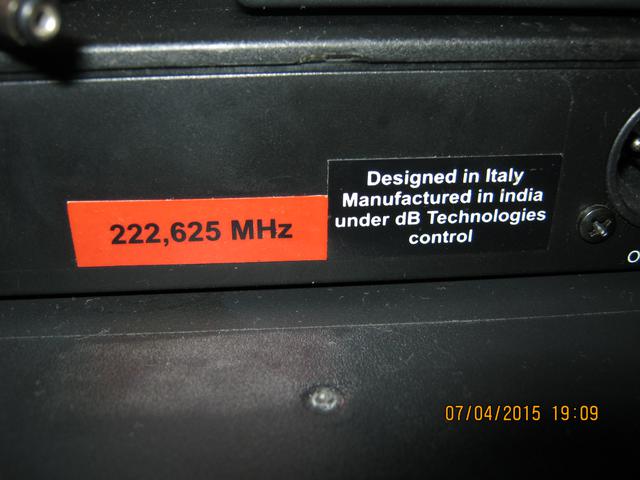 222,625 MHz
Designed in Italy
Manufactured in india
under dB Technologies
control
O
07/04/2015 19:09